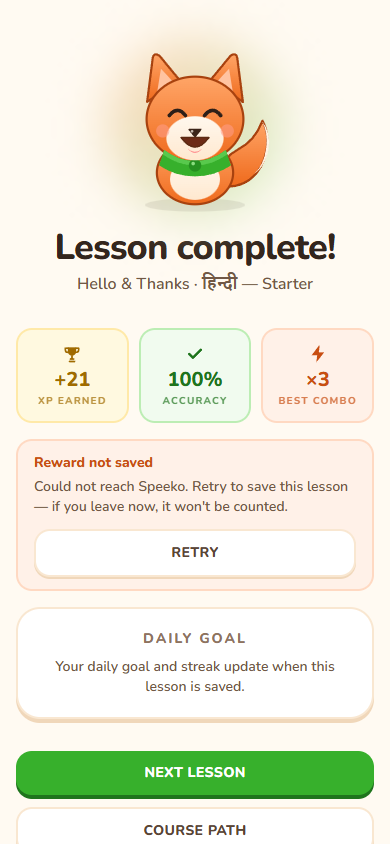 Lesson complete!
Hello & Thanks · हिन्दी — Starter
+21
XP EARNED
100%
ACCURACY
×3
BEST COMBO
Reward not saved
Could not reach Speeko. Retry to save this lesson
— if you leave now, it won't be counted.
RETRY
DAILY GOAL
Your daily goal and streak update when this
lesson is saved.
NEXT LESSON
COURSE PATH